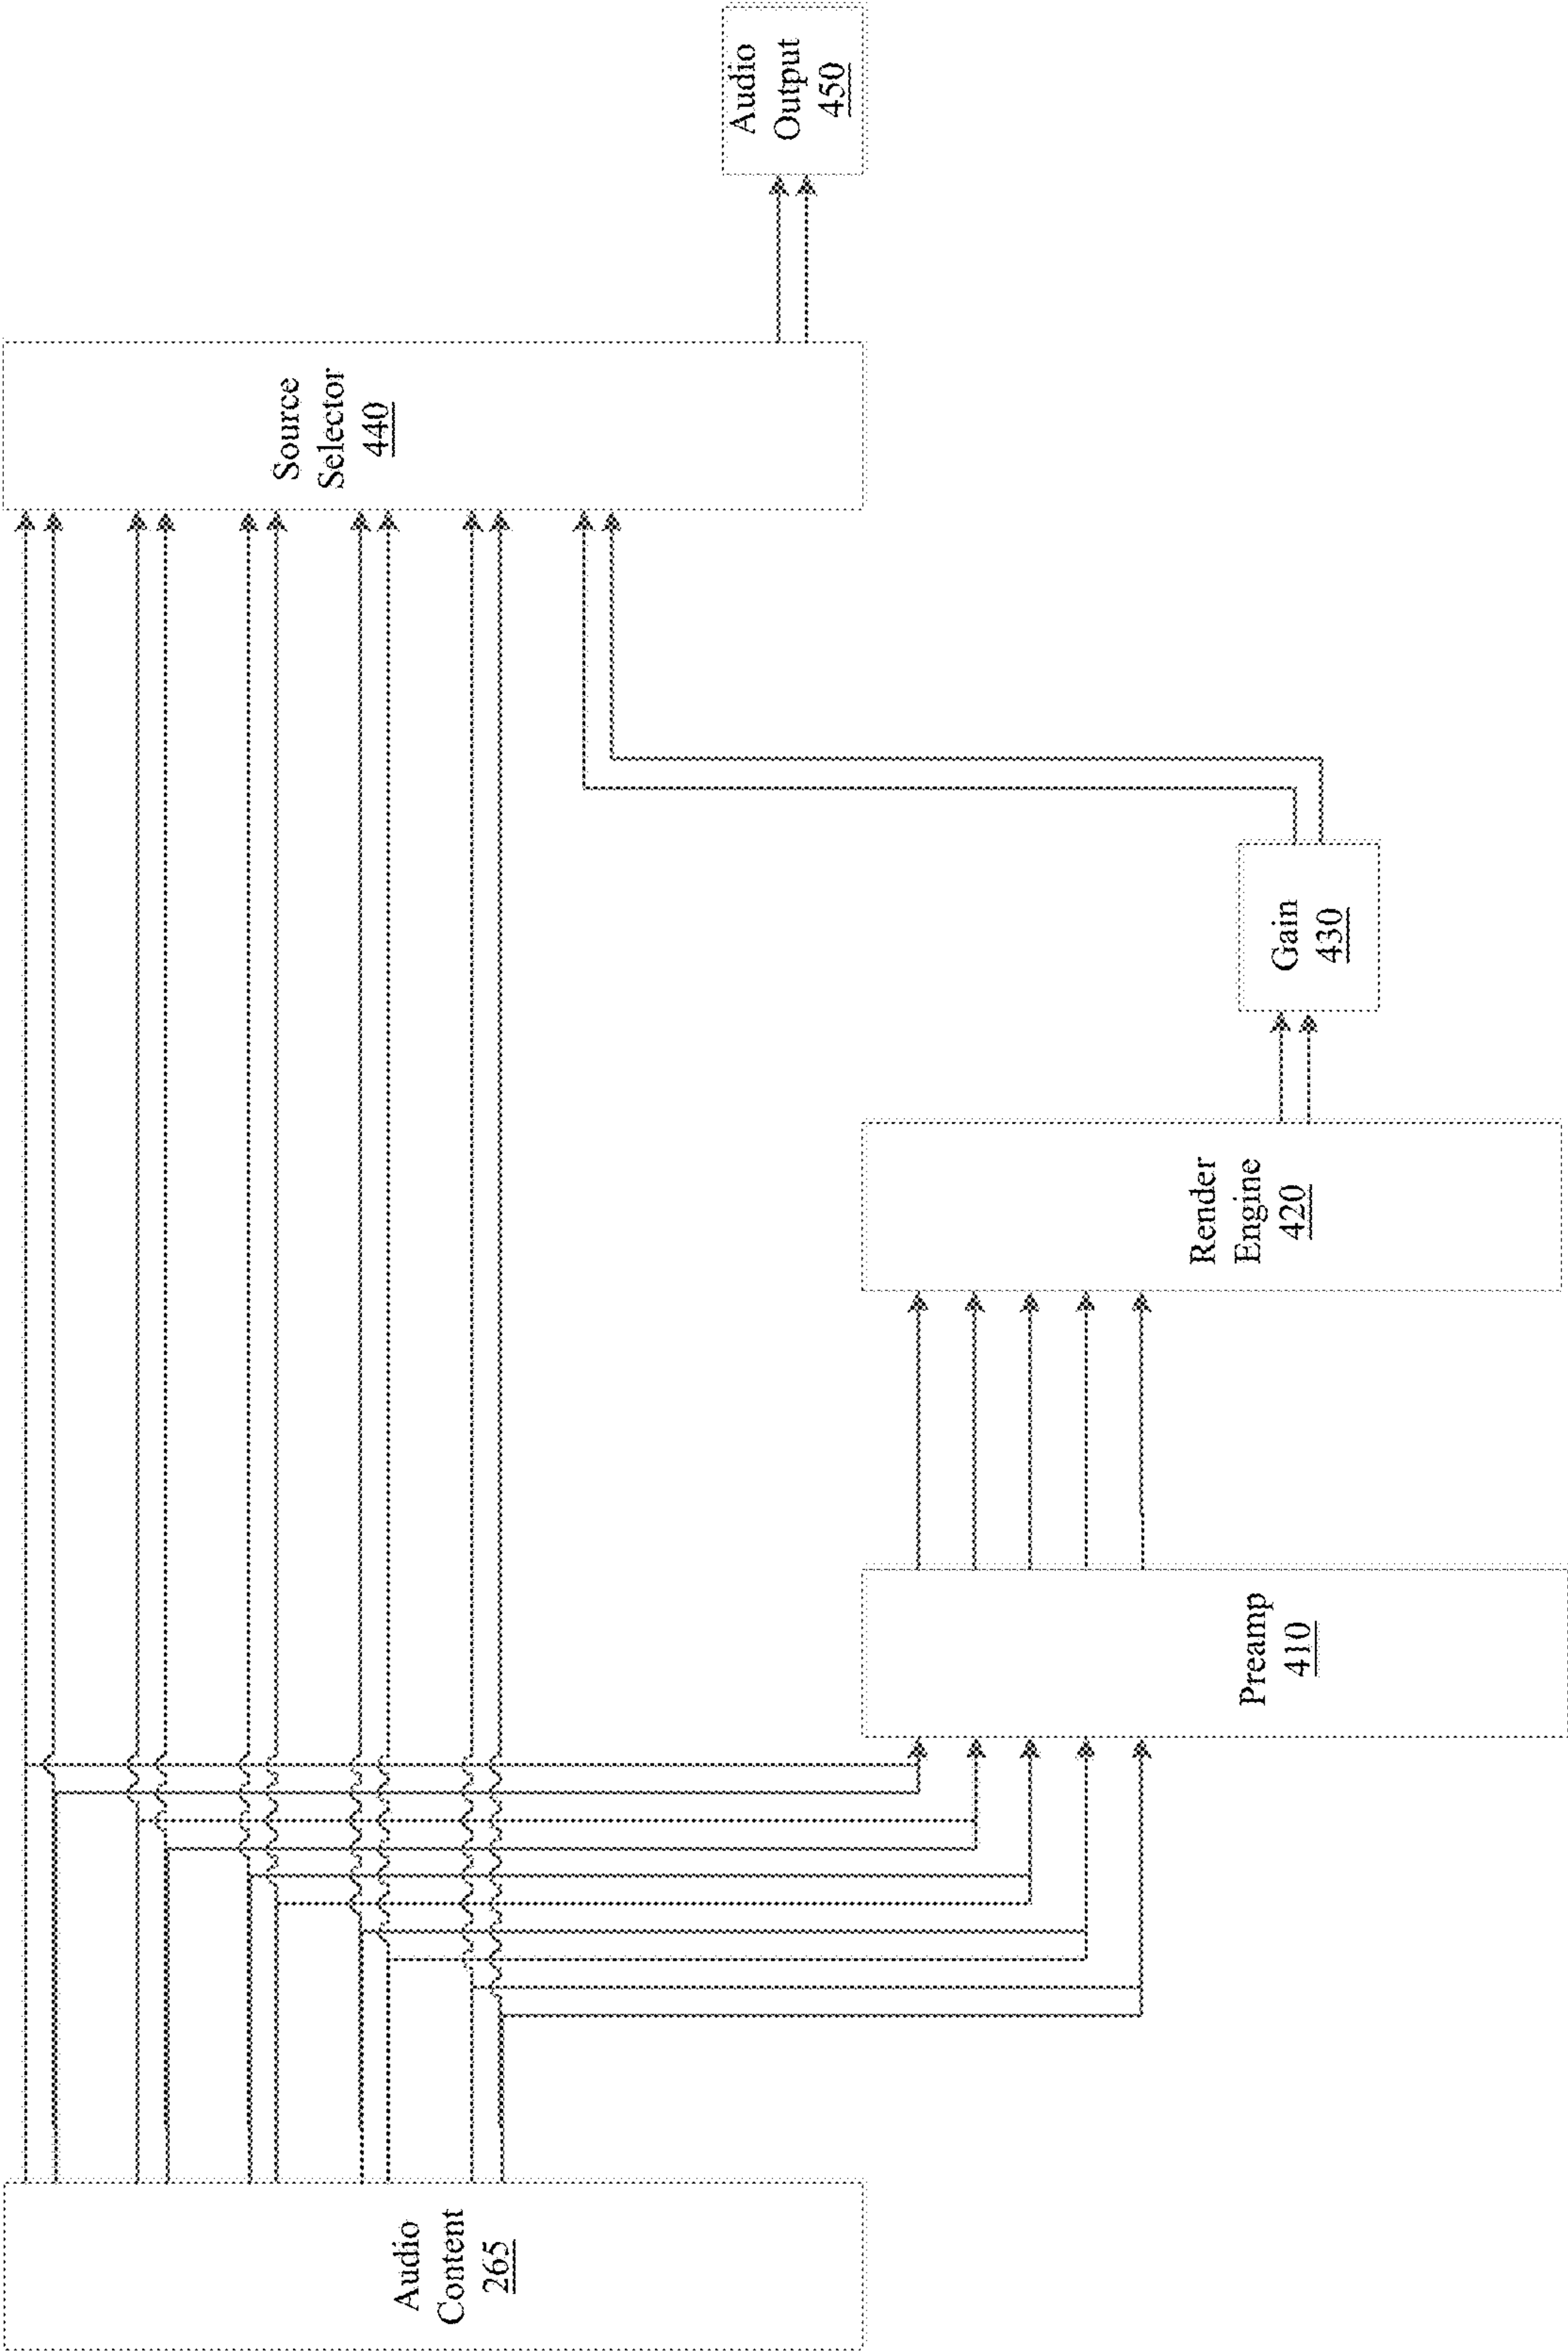 Audio
Content
265
Preamp
410
Render
Engine
420
Gain
430
Source
Selector
440
Audio
Output
450